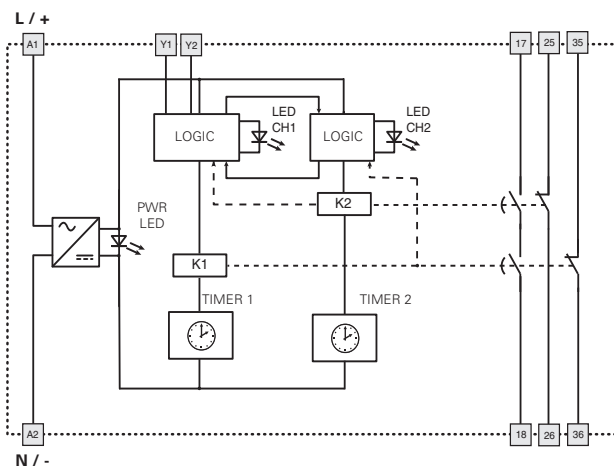 L / +
A1
Y1
Y2
17
25
35
LED
CH1
LED
CH2
LOGIC
LOGIC
PWR
LED
K2
K1
TIMER 1
TIMER 2
A2
18
26
36
N / -